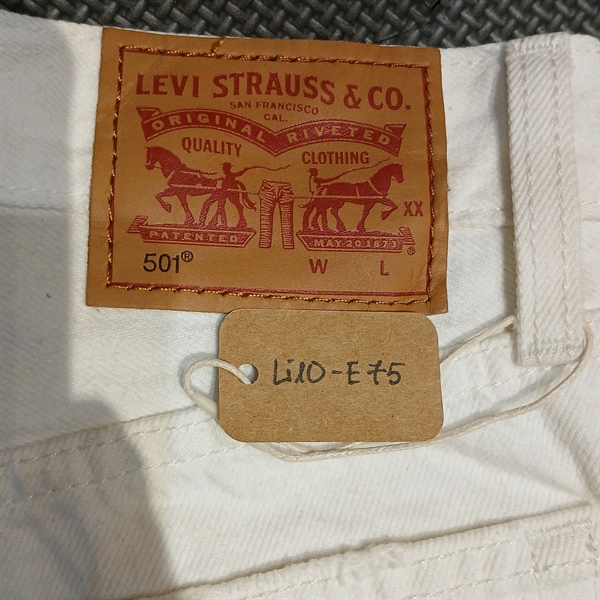 LEVI STRAUSS & CO.
SAN FRANCISCO
CAL.
ORIGINAL RIVETED
QUALITY CLOTHING
XX
PATENTED MAY 20 1873 ®
501® W L
Li10-E75